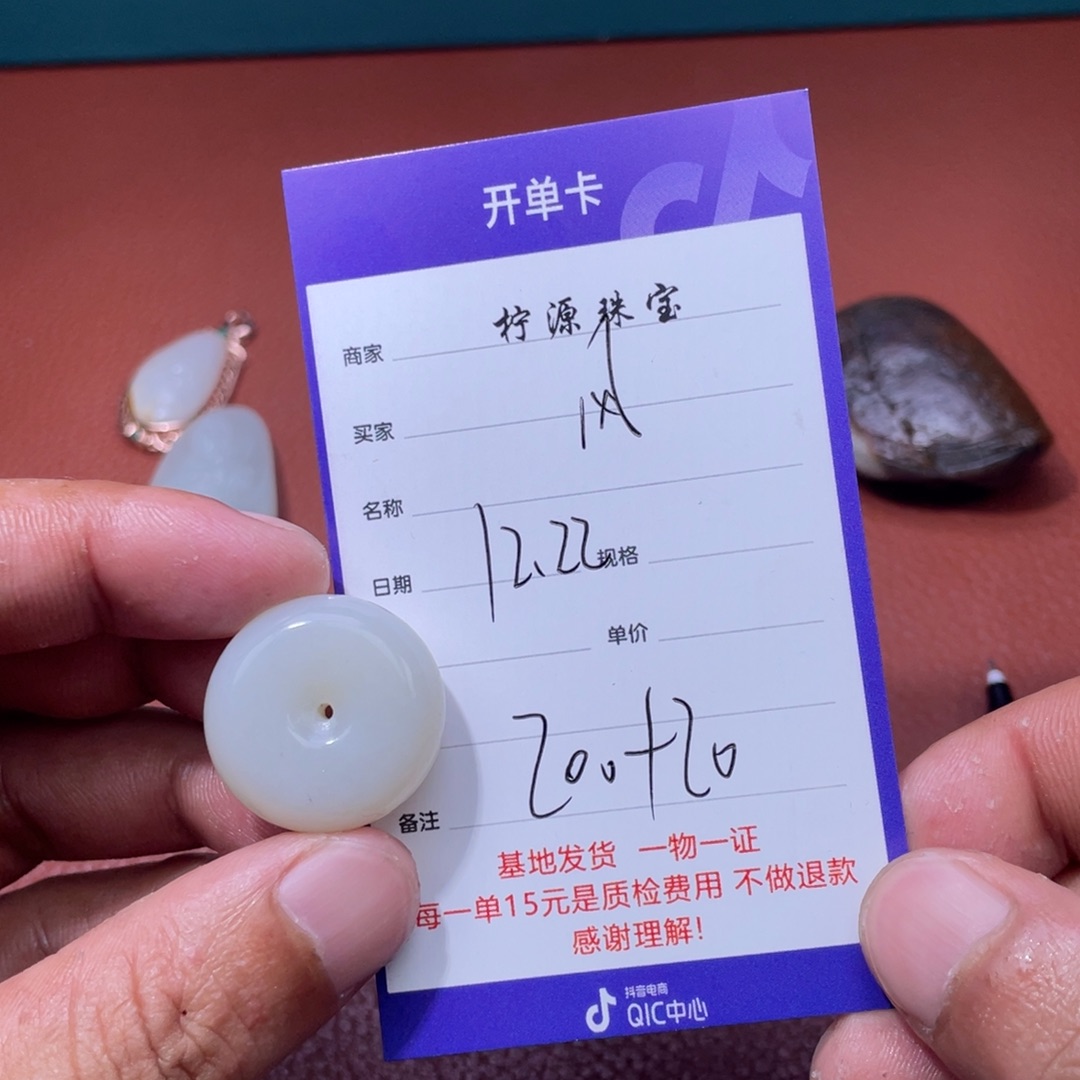 开单卡
商家 柠源珠宝
买家
名称
日期 12.22 规格
单价
200+20
备注
基地发货 一物一证
每一单15元是质检费用 不做退款
感谢理解!
抖音电商
QIC中心